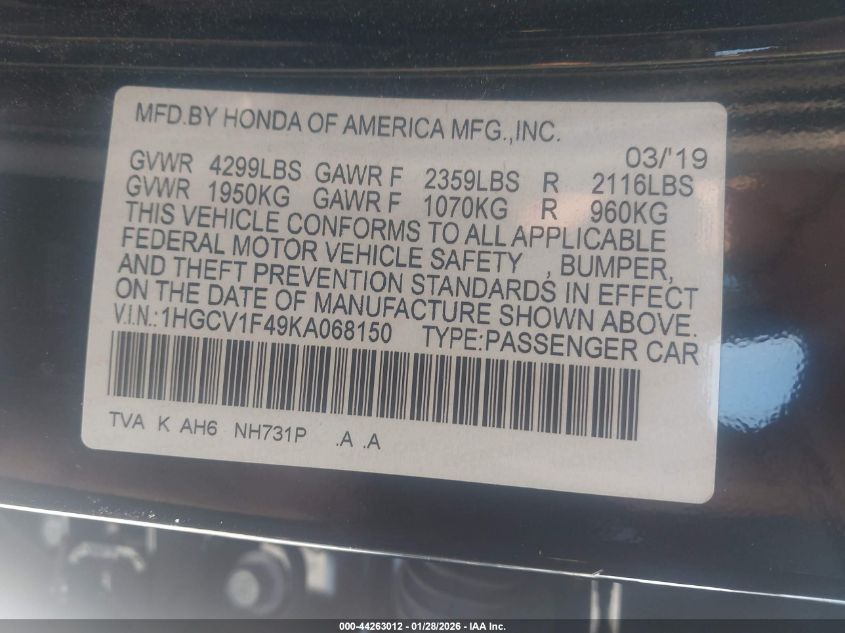 MFD.BY HONDA OF AMERICA MFG.,INC.
03/'19
GVWR 4299LBS GAWR F 2359LBS R 2116LBS
GVWR 1950KG GAWR F 1070KG R 960KG
THIS VEHICLE CONFORMS TO ALL APPLICABLE
FEDERAL MOTOR VEHICLE SAFETY , BUMPER,
AND THEFT PREVENTION STANDARDS IN EFFECT
ON THE DATE OF MANUFACTURE SHOWN ABOVE.
V.I.N.:1HGCV1F49KA068150 TYPE:PASSENGER CAR
TVA K AH6 NH731P .A .A
000-44263012 - 01/28/2026 - IAA Inc.